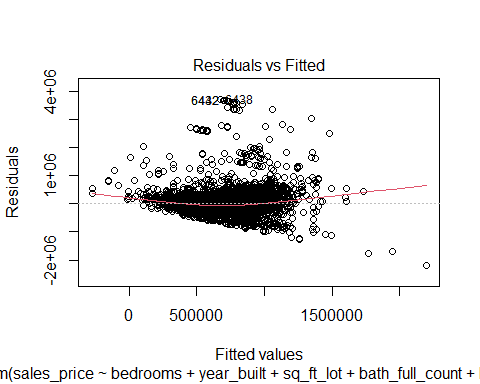 Residuals vs Fitted
Residuals
4e+06
1e+06
-2e+06
6438
0
500000
1500000
Fitted values
m(sales_price ~ bedrooms + year_built + sq_ft_lot + bath_full_count +